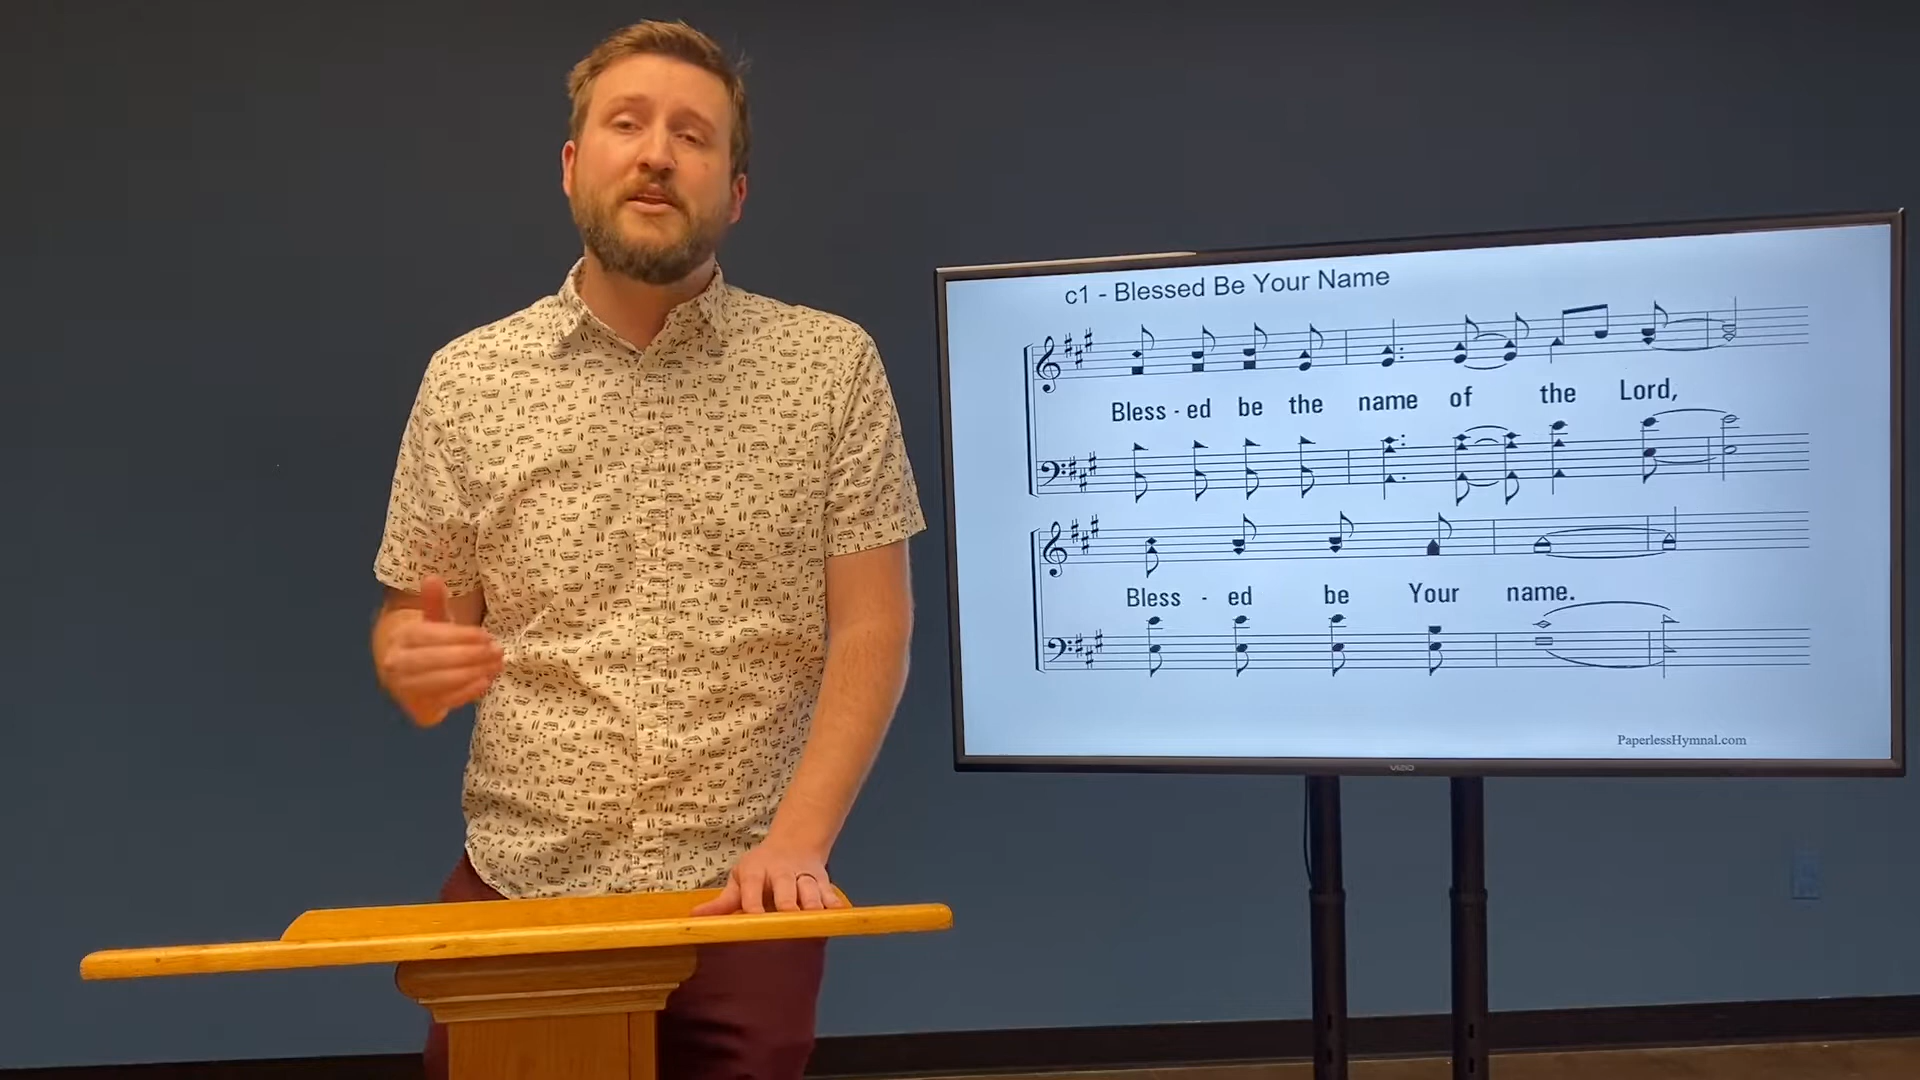 c1 - Blessed Be Your Name
Bless - ed be the name of the Lord,
Bless - ed be Your name.
PaperlessHymnal.com
VIZIO